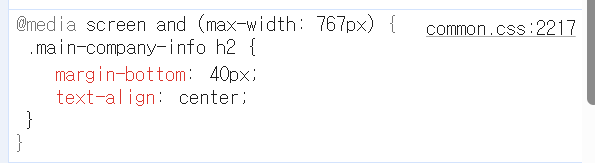 @media screen and (max-width: 767px) { common.css:2217
.main-company-info h2 {
margin-bottom: 40px;
text-align: center;
}
}